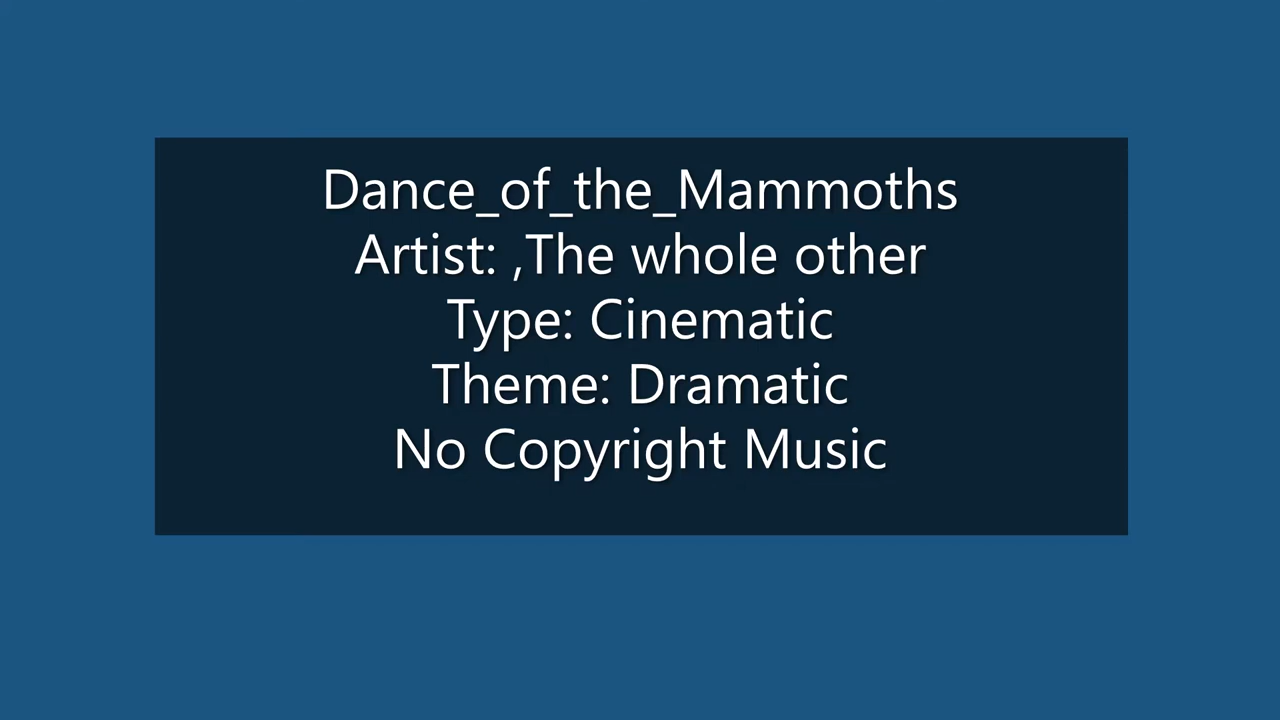 Dance_of_the_Mammoths
Artist: ,The whole other
Type: Cinematic
Theme: Dramatic
No Copyright Music